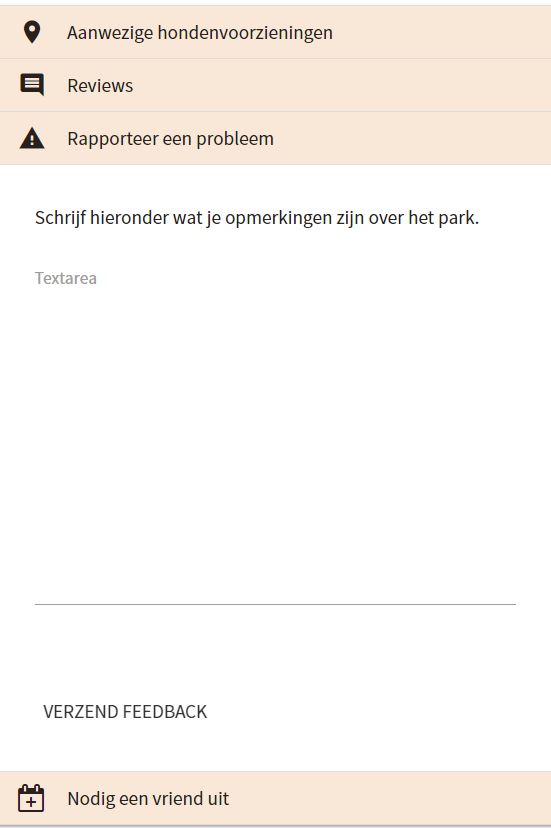 Aanwezige hondenvoorzieningen
Reviews
Rapporteer een probleem
Schrijf hieronder wat je opmerkingen zijn over het park.
Textarea
VERZEND FEEDBACK
Nodig een vriend uit